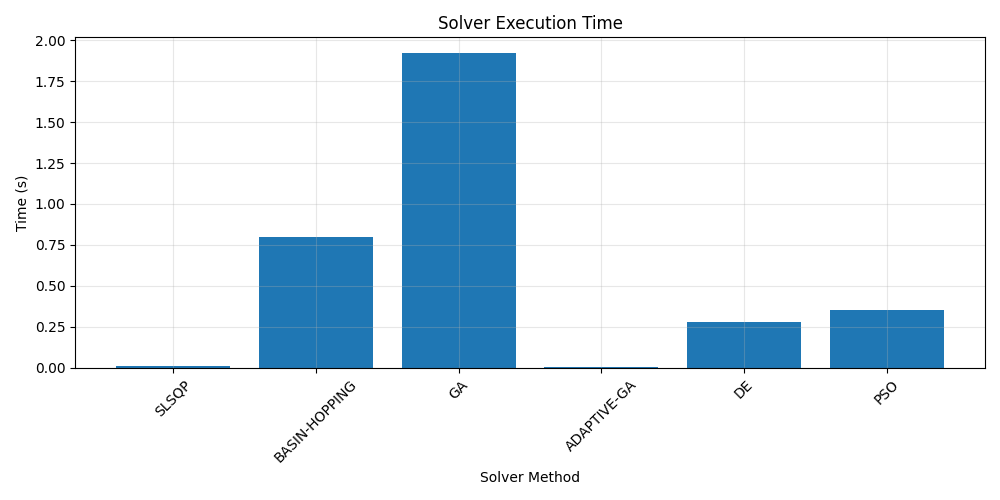 Solver Execution Time
Time (s)
2.00
1.75
1.50
1.25
1.00
0.75
0.50
0.25
0.00
SLSQP
BASIN-HOPPING
GA
ADAPTIVE-GA
DE
PSO
Solver Method